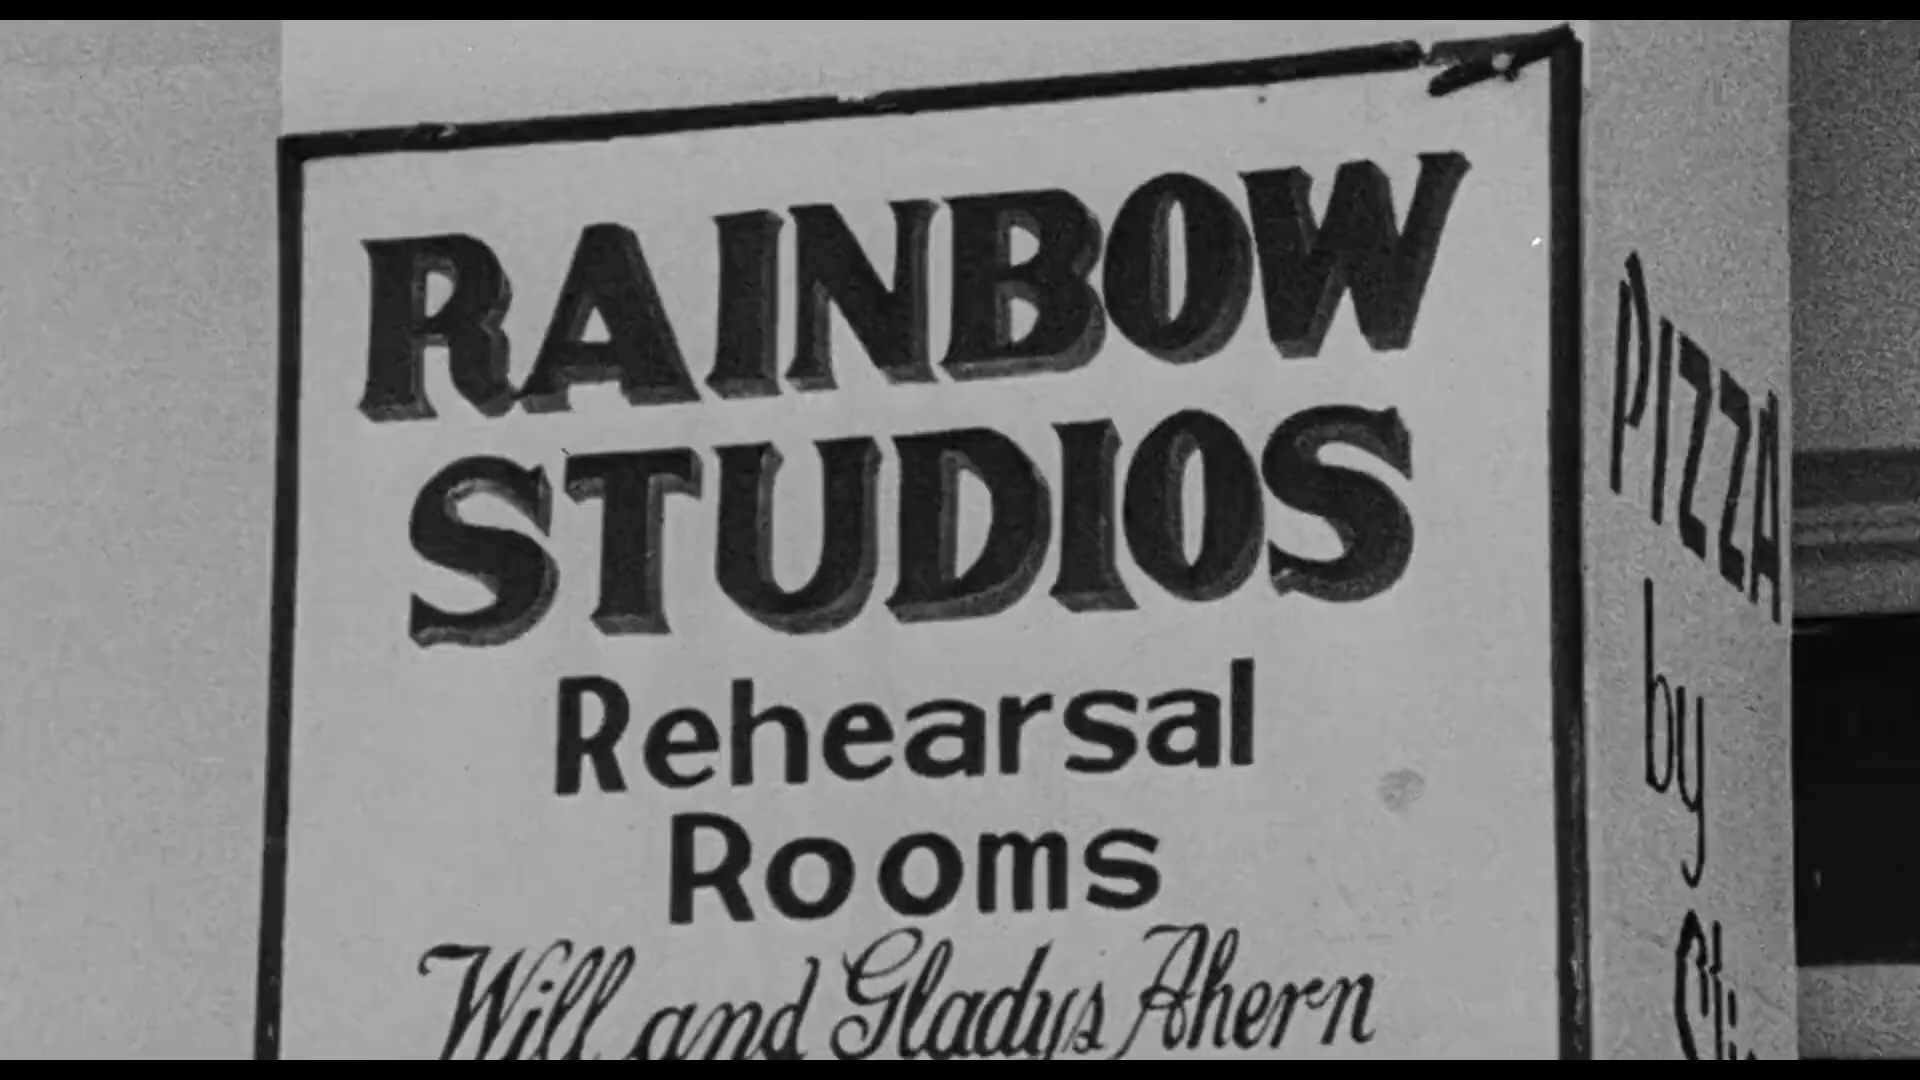 RAINBOW
STUDIOS
Rehearsal
Rooms
Will and Gladys Ahern
PIZZA
by